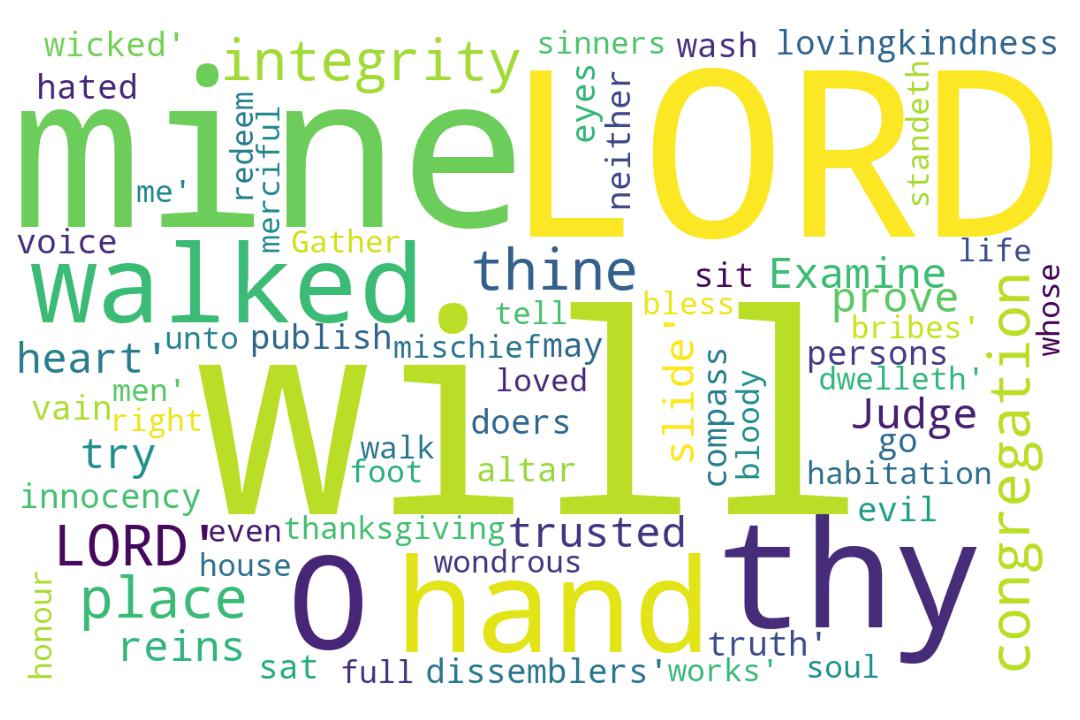 wicked' integrity sinners wash lovingkindness
hated mine LORD eyes neither standeth
redeem merciful me'
voice Gather life
walked thine sit Examine congregation whose
tell bless prove
unto publish mischief may slide' bribes'
heart' loved compass bloody persons
men' dwelleth'
vain right will doers Judge
try walk foot altar go habitation
innocency evil
LORD' even thanksgiving trusted thy
house O hand wondrous
honour place
reins truth'
sat full dissemblers' works' soul